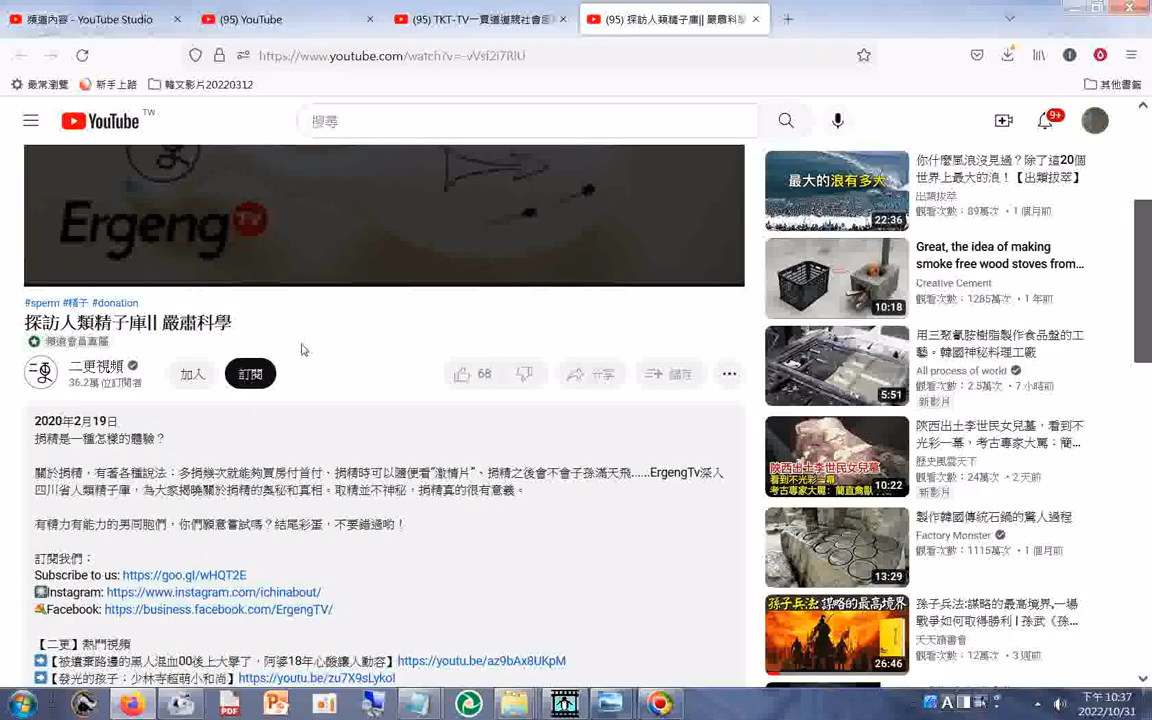 頻道內容 - YouTube Studio
(95) YouTube
(95) TKT-TV一貫道道親社會
(95) 探訪人類精子庫|| 嚴肅科學
https://www.youtube.com/watch?v=
最常瀏覽
新手上路
韓文影片20220312
其他書籤
YouTube TW
搜尋
9+
Ergeng TV
#sperm #精子 #donation
探訪人類精子庫|| 嚴肅科學
頻道會員專屬
二更視頻
36.2萬 位訂閱者
加入
訂閱
68
分享
儲存
2020年2月19日
捐精是一種怎樣的體驗？
關於捐精，有著各種說法：多捐幾次就能夠買房付首付、捐精時可以隨便看“激情片”、捐精之後會不會子孫滿天飛......ErgengTv深入
四川省人類精子庫，為大家揭曉關於捐精的奧秘和真相。取精並不神秘，捐精真的很有意義。
有精力有能力的男同胞們，你們願意嘗試嗎？結尾彩蛋，不要錯過喲！
訂閱我們：
Subscribe to us: https://goo.gl/wHQT2E
Instagram: https://www.instagram.com/ichinabout/
Facebook: https://business.facebook.com/ErgengTV/
【二更】熱門視頻
【被遺棄路邊的黑人混血00後上大學了，阿婆18年心酸讓人動容】https://youtu.be/az9bAx8UKpM
【發光的孩子：少林寺超萌小和尚】https://youtu.be/zu7X9sLykoI
最大的浪有多大
22:36
你什麼風浪沒見過？除了這20個
世界上最大的浪！【出類拔萃】
出類拔萃
觀看次數：89萬次 · 1 個月前
10:18
Great, the idea of making
smoke free wood stoves from...
Creative Cement
觀看次數：1285萬次 · 1 年前
5:51
用三聚氰胺樹脂製作食品盤的工
藝。韓國神秘料理工廠
All process of world
觀看次數：2.5萬次 · 7 小時前
新影片
陝西出土李世民女兒墓
看到不光彩一幕
考古專家大罵：簡直禽獸
10:22
陝西出土李世民女兒墓，看到不
光彩一幕，考古專家大罵：簡...
歷史風雲天下
觀看次數：24萬次 · 2 天前
新影片
13:29
製作韓國傳統石鍋的驚人過程
Factory Monster
觀看次數：1115萬次 · 1 個月前
孫子兵法:謀略的最高境界
26:46
孫子兵法:謀略的最高境界,一場
戰爭如何取得勝利 I 孫武《孫...
天天讀書會
觀看次數：12萬次 · 3 週前
下午 10:37
2022/10/31